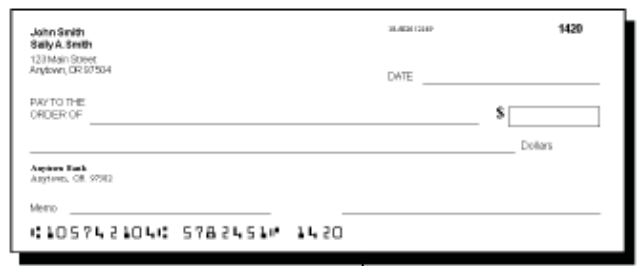 John Smith
Sally A. Smith
123 Main Street
Anytown, OR 97504
1420
DATE
PAY TO THE
ORDER OF
$
Dollars
Anytown Bank
Anytown, OR 97502
Memo
⑆105742104⑆ 5782451⑈ 1420